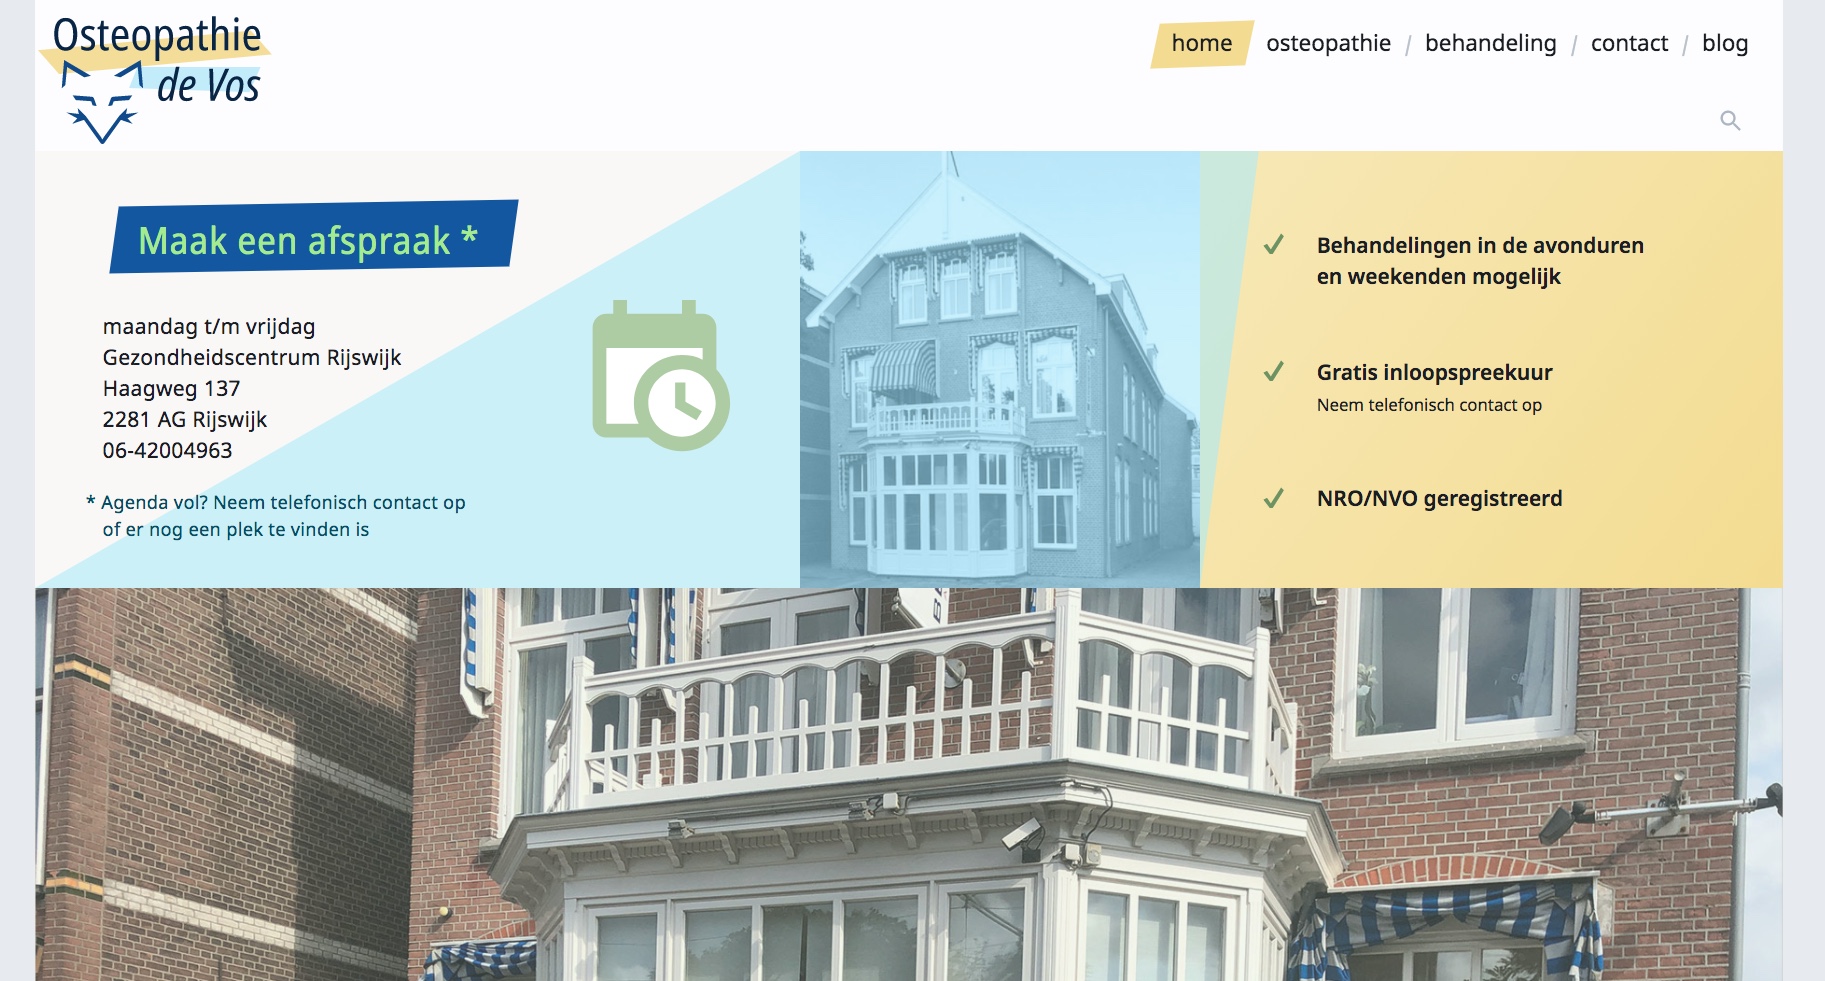 Osteopathie
de Vos
home
osteopathie / behandeling / contact / blog
Maak een afspraak *
maandag t/m vrijdag
Gezondheidscentrum Rijswijk
Haagweg 137
2281 AG Rijswijk
06-42004963
* Agenda vol? Neem telefonisch contact op
of er nog een plek te vinden is
Behandelingen in de avonduren
en weekenden mogelijk
Gratis inloopspreekuur
Neem telefonisch contact op
NRO/NVO geregistreerd